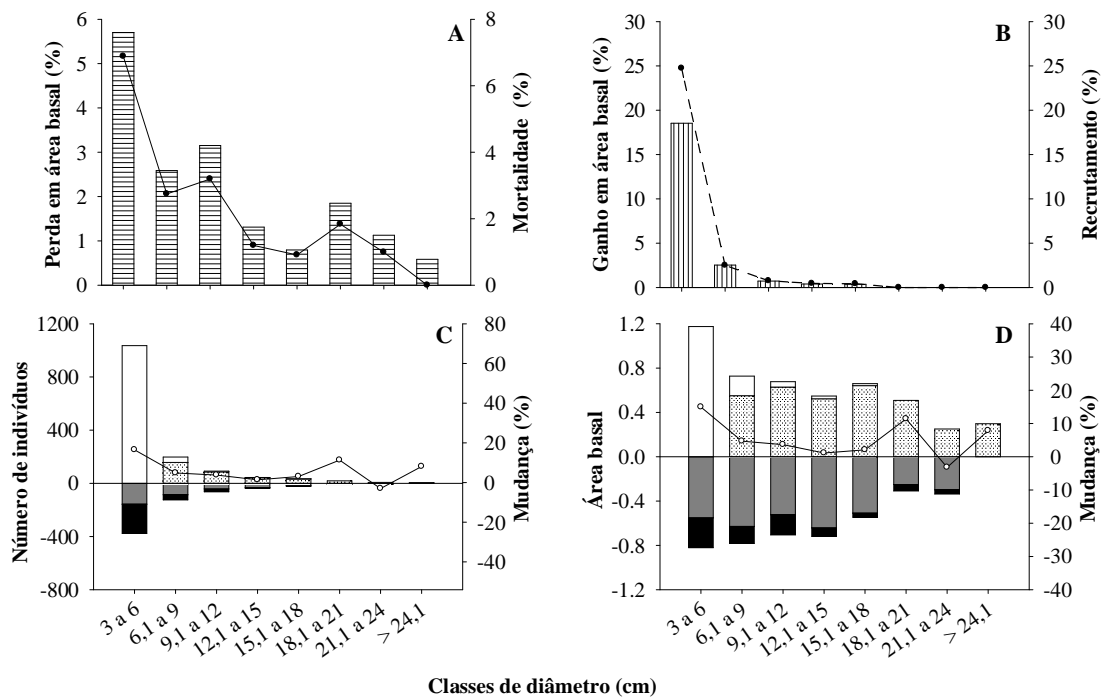 A
Perda em área basal (%)
6
5
4
3
2
1
0
8
6
4
2
0
Mortalidade (%)
B
Ganho em área basal (%)
30
25
20
15
10
5
0
30
25
20
15
10
5
0
Recrutamento (%)
C
Número de indivíduos
1200
800
400
0
-400
-800
80
60
40
20
0
-20
-40
Mudança (%)
3 a 6
6,1 a 9
9,1 a 12
12,1 a 15
15,1 a 18
18,1 a 21
21,1 a 24
> 24,1
D
Área basal
1.2
0.8
0.4
0.0
-0.4
-0.8
-1.2
40
30
20
10
0
-10
-20
-30
-40
Mudança (%)
3 a 6
6,1 a 9
9,1 a 12
12,1 a 15
15,1 a 18
18,1 a 21
21,1 a 24
> 24,1
Classes de diâmetro (cm)